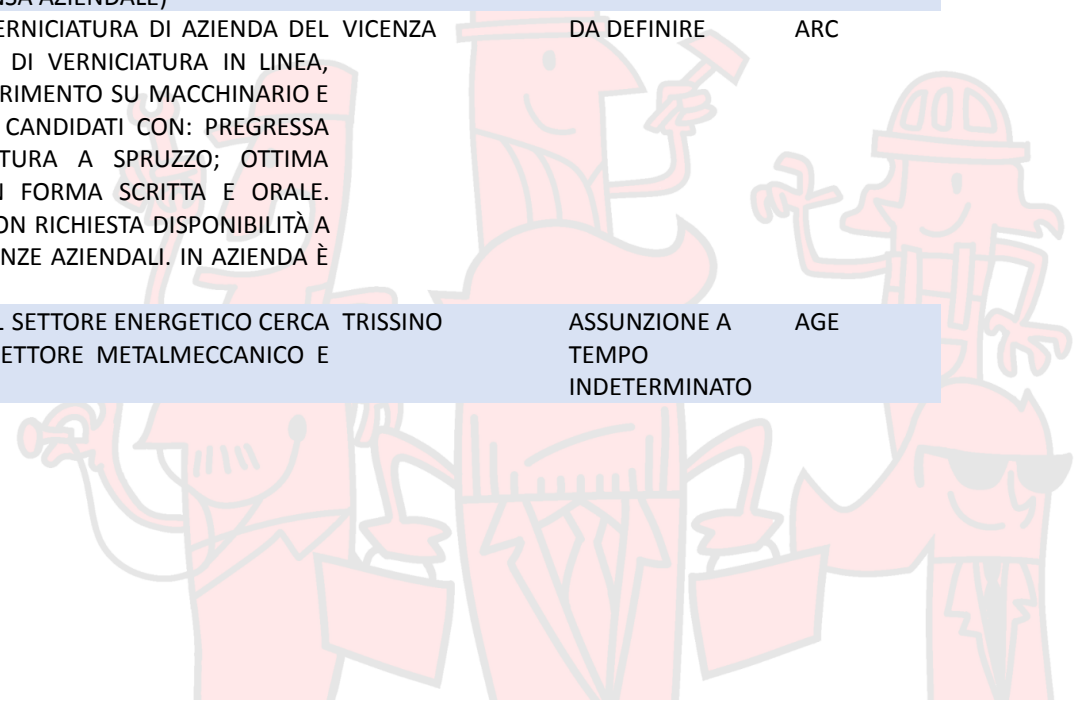 NSA AZIENDALE)
ERNICIATURA DI AZIENDA DEL VICENZA DA DEFINIRE ARC
DI VERNICIATURA IN LINEA,
RIMENTO SU MACCHINARIO E
CANDIDATI CON: PREGRESSA
TURA A SPRUZZO; OTTIMA
N FORMA SCRITTA E ORALE.
ON RICHIESTA DISPONIBILITÀ A
NZE AZIENDALI. IN AZIENDA È
L SETTORE ENERGETICO CERCA TRISSINO ASSUNZIONE A AGE
ETTORE METALMECCANICO E TEMPO
INDETERMINATO